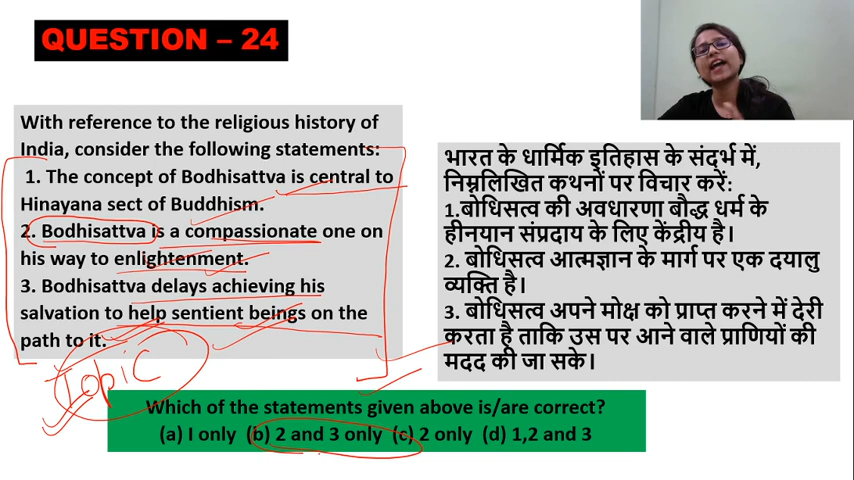 QUESTION – 24
With reference to the religious history of
India, consider the following statements:
1. The concept of Bodhisattva is central to
Hinayana sect of Buddhism.
2. Bodhisattva is a compassionate one on
his way to enlightenment.
3. Bodhisattva delays achieving his
salvation to help sentient beings on the
path to it.
Topic
भारत के धार्मिक इतिहास के संदर्भ में,
निम्नलिखित कथनों पर विचार करें:
1.बोधिसत्व की अवधारणा बौद्ध धर्म के
हीनयान संप्रदाय के लिए केंद्रीय है।
2. बोधिसत्व आत्मज्ञान के मार्ग पर एक दयालु
व्यक्ति है।
3. बोधिसत्व अपने मोक्ष को प्राप्त करने में देरी
करता है ताकि उस पर आने वाले प्राणियों की
मदद की जा सके।
Which of the statements given above is/are correct?
(a) I only (b) 2 and 3 only (c) 2 only (d) 1,2 and 3